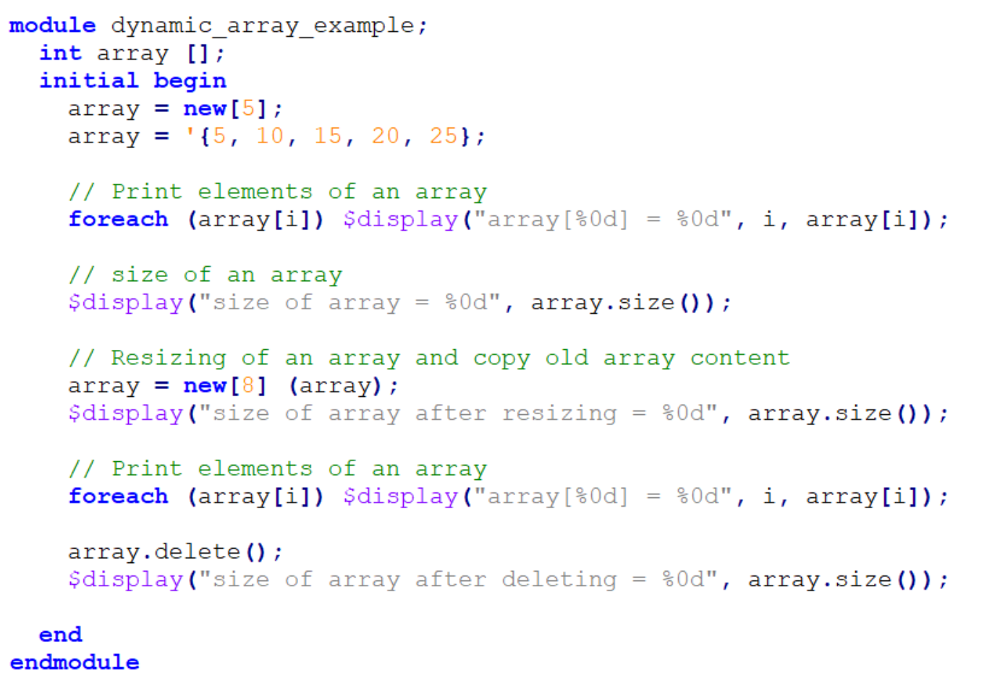 module dynamic_array_example;
  int array [];
  initial begin
    array = new[5];
    array = '{5, 10, 15, 20, 25};

    // Print elements of an array
    foreach (array[i]) $display("array[%0d] = %0d", i, array[i]);

    // size of an array
    $display("size of array = %0d", array.size());

    // Resizing of an array and copy old array content
    array = new[8] (array);
    $display("size of array after resizing = %0d", array.size());

    // Print elements of an array
    foreach (array[i]) $display("array[%0d] = %0d", i, array[i]);

    array.delete();
    $display("size of array after deleting = %0d", array.size());

  end
endmodule